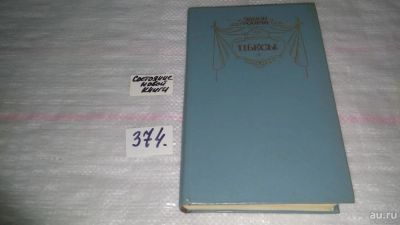 ПЬЕСЫ
Состояние
новой
книги
374.
au.ru